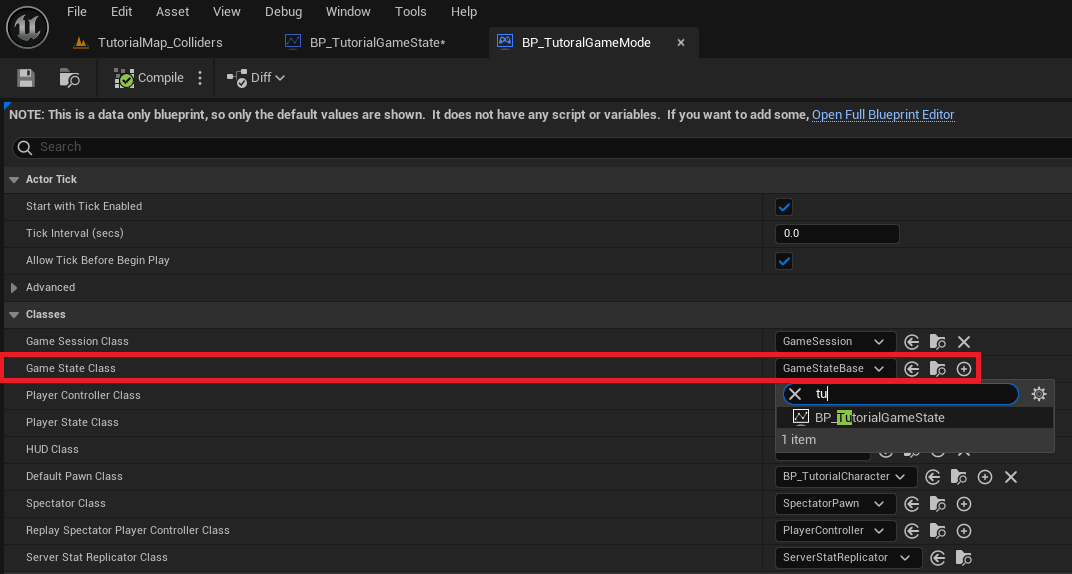 File Edit Asset View Debug Window Tools Help
TutorialMap_Colliders BP_TutorialGameState* BP_TutoralGameMode
Compile Diff
NOTE: This is a data only blueprint, so only the default values are shown. It does not have any script or variables. If you want to add some, Open Full Blueprint Editor
Search
Actor Tick
Start with Tick Enabled
Tick Interval (secs) 0.0
Allow Tick Before Begin Play
Advanced
Classes
Game Session Class GameSession
Game State Class GameStateBase
Player Controller Class tu
Player State Class BP_TutorialGameState
1 item
HUD Class
Default Pawn Class BP_TutorialCharacter
Spectator Class SpectatorPawn
Replay Spectator Player Controller Class PlayerController
Server Stat Replicator Class ServerStatReplicator